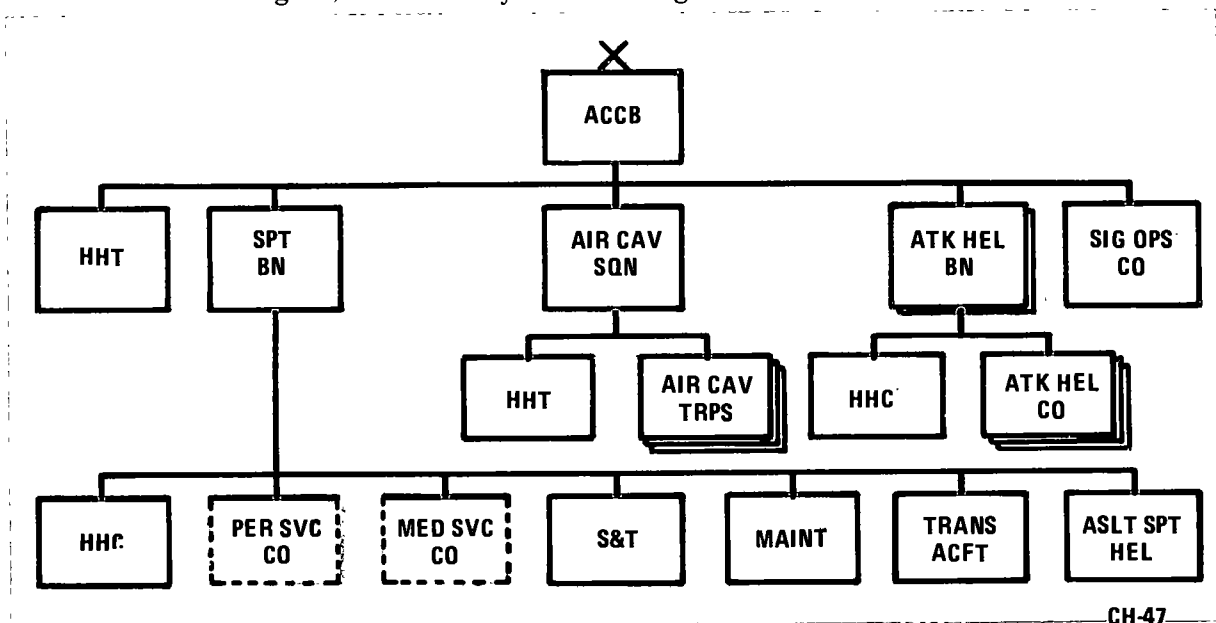 ACCB
HHT
SPT
BN
AIR CAV
SQN
ATK HEL
BN
SIG OPS
CO
HHT
AIR CAV
TRPS
HHC
ATK HEL
CO
HHC
PER SVC
CO
MED SVC
CO
S&T
MAINT
TRANS
ACFT
ASLT SPT
HEL
CH-47